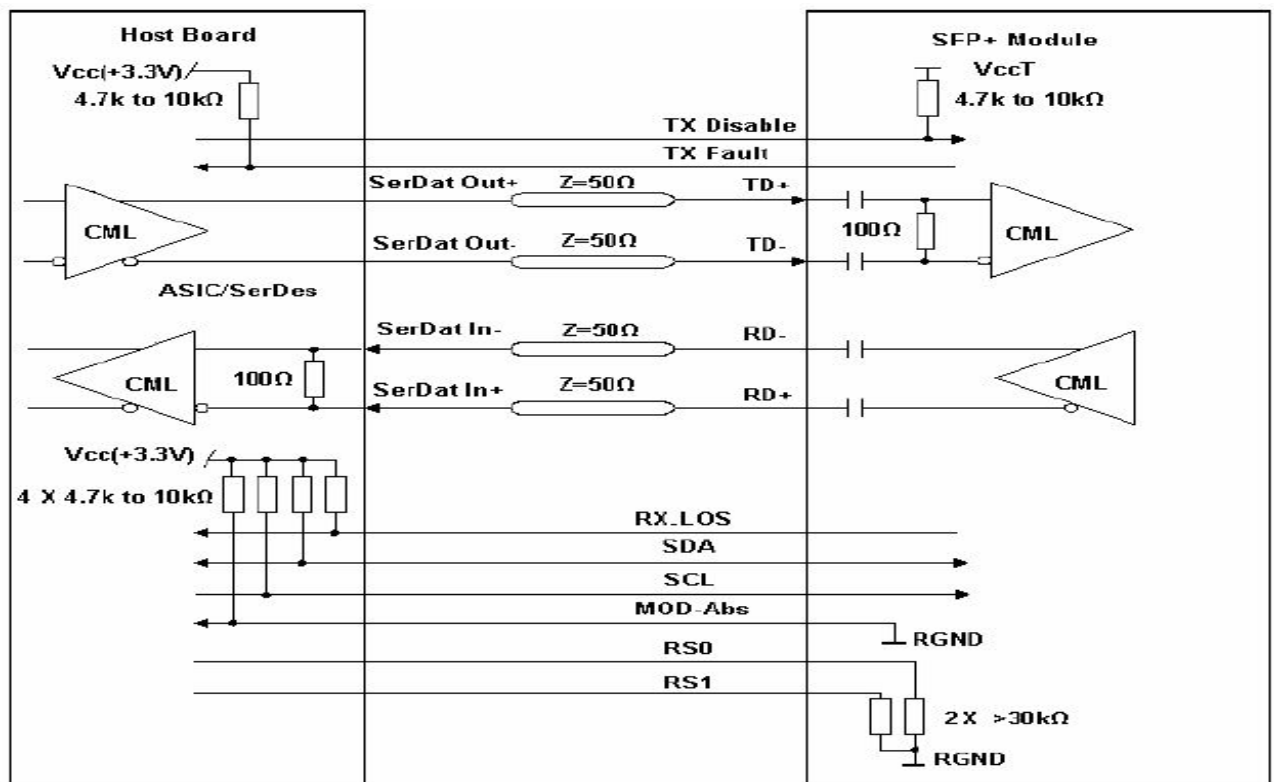 Host Board
SFP+ Module
Vcc(+3.3V)
4.7k to 10kΩ
VccT
4.7k to 10kΩ
TX Disable
TX Fault
SerDat Out+
Z=50Ω
TD+
CML
100Ω
CML
SerDat Out-
Z=50Ω
TD-
ASIC/SerDes
SerDat In-
Z=50Ω
RD-
CML
100Ω
CML
SerDat In+
Z=50Ω
RD+
Vcc(+3.3V)
4 X 4.7k to 10kΩ
RX_LOS
SDA
SCL
MOD-Abs
RGND
RS0
RS1
2X >30kΩ
RGND